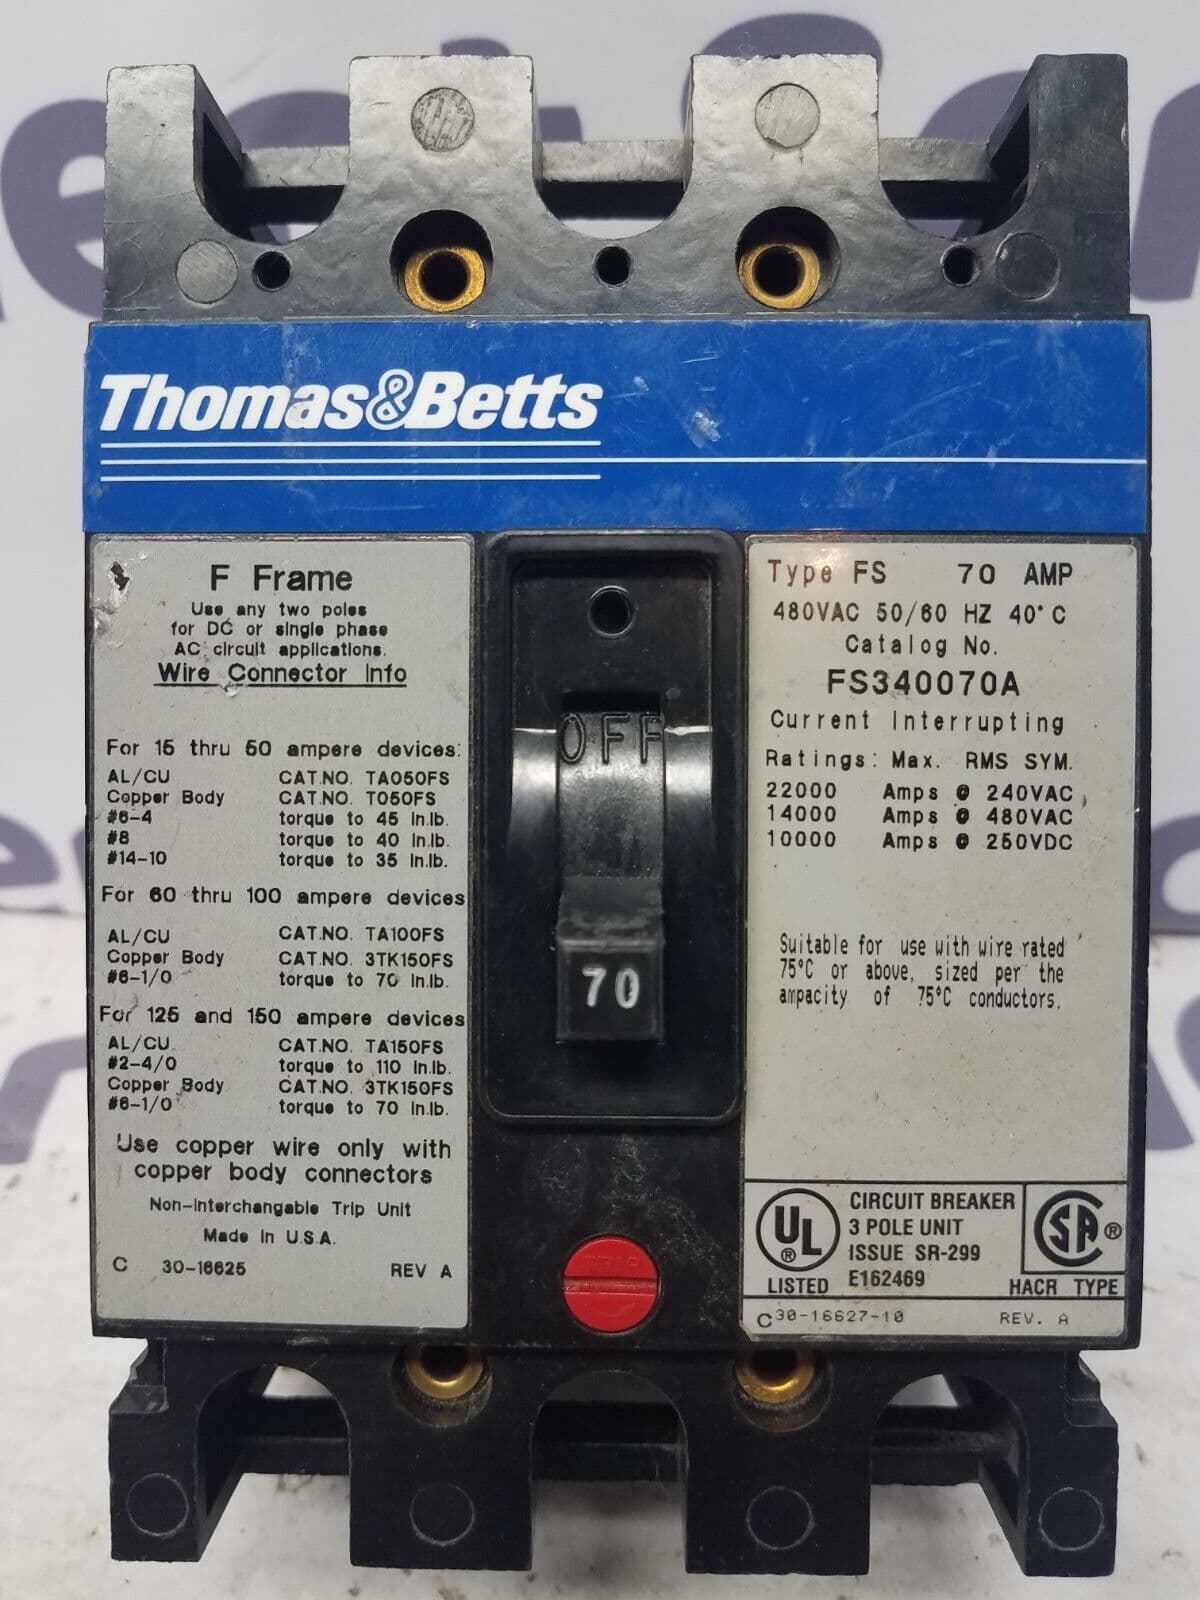 Thomas&Betts
F Frame
Use any two poles
for DC or single phase
AC circuit applications.
Wire Connector Info
For 15 thru 50 ampere devices:
AL/CU CAT.NO. TA050FS
Copper Body CAT.NO. T050FS
#6-4 torque to 45 In.lb.
#8 torque to 40 In.lb.
#14-10 torque to 35 In.lb.
For 60 thru 100 ampere devices
AL/CU CAT.NO. TA100FS
Copper Body CAT.NO. 3TK150FS
#6-1/0 torque to 70 In.lb.
For 125 and 150 ampere devices
AL/CU CAT.NO. TA150FS
#2-4/0 torque to 110 In.lb.
Copper Body CAT.NO. 3TK150FS
#6-1/0 torque to 70 In.lb.
Use copper wire only with
copper body connectors
Non-Interchangable Trip Unit
Made In U.S.A.
C 30-16625 REV A
OFF
70
TRIP
Type FS 70 AMP
480VAC 50/60 HZ 40°C
Catalog No.
FS340070A
Current Interrupting
Ratings: Max. RMS SYM.
22000 Amps @ 240VAC
14000 Amps @ 480VAC
10000 Amps @ 250VDC
Suitable for use with wire rated
75°C or above, sized per the
ampacity of 75°C conductors.
UL ®
LISTED
CIRCUIT BREAKER
3 POLE UNIT
ISSUE SR-299
E162469
SA ®
HACR TYPE
C 30-16627-10 REV. A